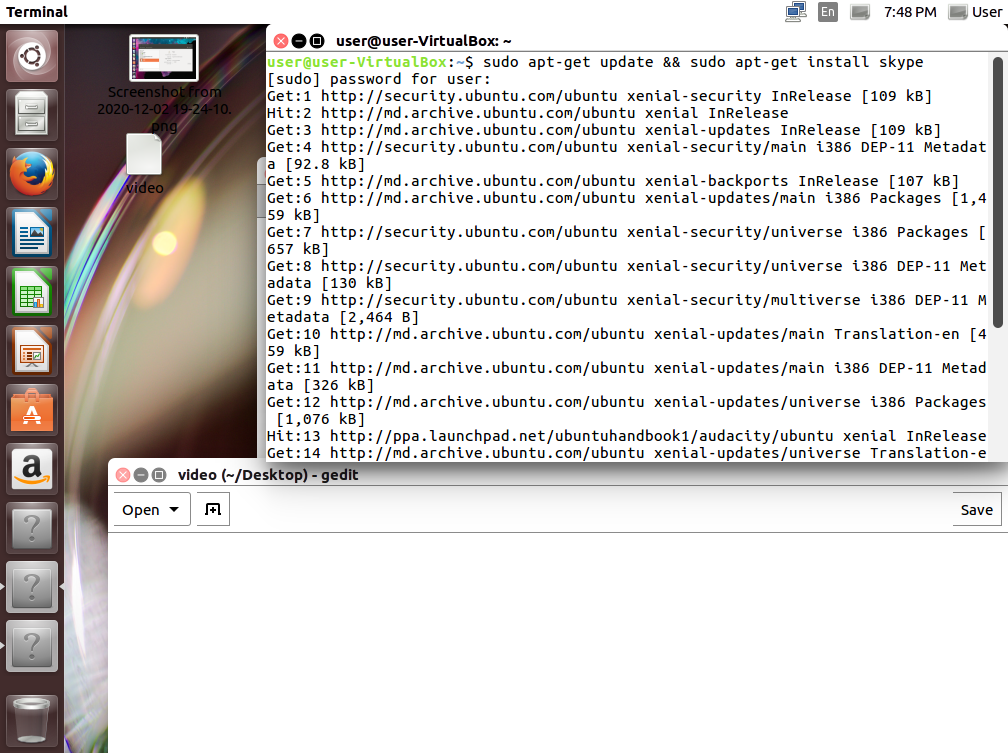 Terminal
En
7:48 PM
User
Screenshot from
2020-12-02 19-24-10.
png
video
user@user-VirtualBox: ~
user@user-VirtualBox:~$ sudo apt-get update && sudo apt-get install skype
[sudo] password for user:
Get:1 http://security.ubuntu.com/ubuntu xenial-security InRelease [109 kB]
Hit:2 http://md.archive.ubuntu.com/ubuntu xenial InRelease
Get:3 http://md.archive.ubuntu.com/ubuntu xenial-updates InRelease [109 kB]
Get:4 http://security.ubuntu.com/ubuntu xenial-security/main i386 DEP-11 Metadat
a [92.8 kB]
Get:5 http://md.archive.ubuntu.com/ubuntu xenial-backports InRelease [107 kB]
Get:6 http://md.archive.ubuntu.com/ubuntu xenial-updates/main i386 Packages [1,4
59 kB]
Get:7 http://security.ubuntu.com/ubuntu xenial-security/universe i386 Packages [
657 kB]
Get:8 http://security.ubuntu.com/ubuntu xenial-security/universe i386 DEP-11 Met
adata [130 kB]
Get:9 http://security.ubuntu.com/ubuntu xenial-security/multiverse i386 DEP-11 M
etadata [2,464 B]
Get:10 http://md.archive.ubuntu.com/ubuntu xenial-updates/main Translation-en [4
59 kB]
Get:11 http://md.archive.ubuntu.com/ubuntu xenial-updates/main i386 DEP-11 Metad
ata [326 kB]
Get:12 http://md.archive.ubuntu.com/ubuntu xenial-updates/universe i386 Packages
 [1,076 kB]
Hit:13 http://ppa.launchpad.net/ubuntuhandbook1/audacity/ubuntu xenial InRelease
Get:14 http://md.archive.ubuntu.com/ubuntu xenial-updates/universe Translation-e
video (~/Desktop) - gedit
Open
Save